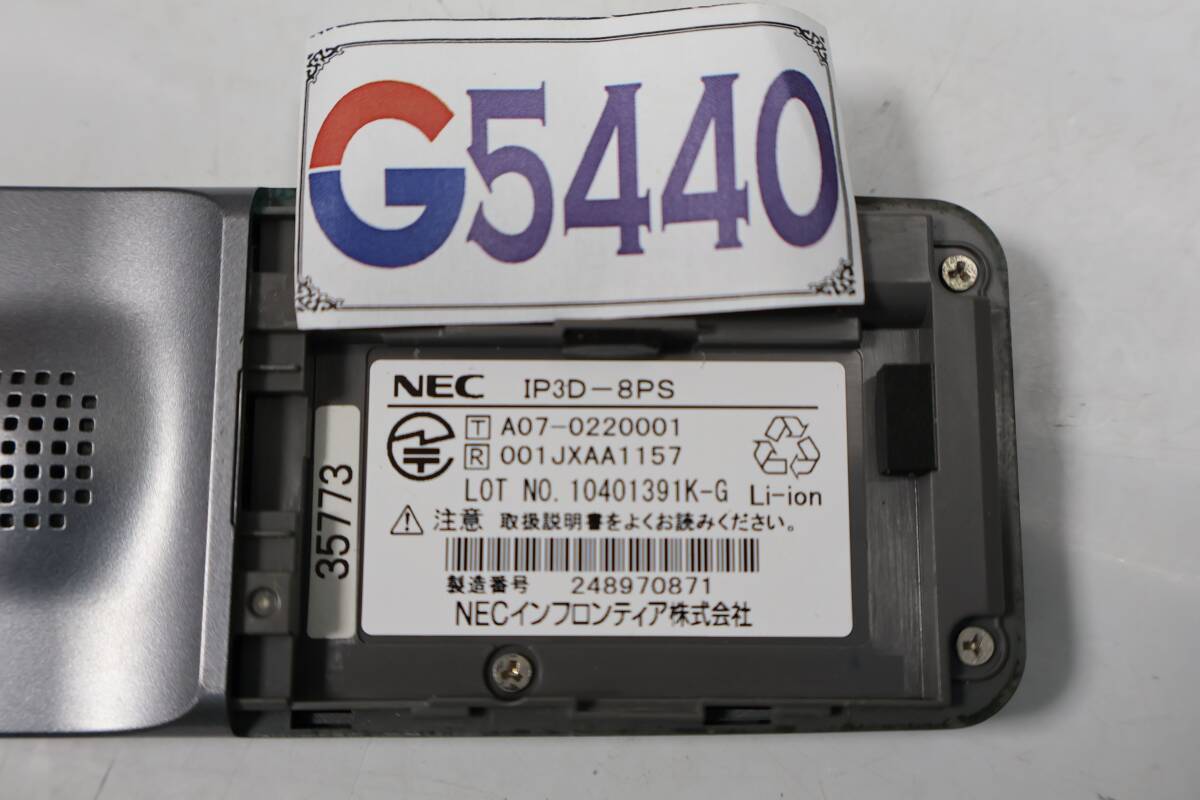 G5440
NEC IP3D-8PS
T A07-0220001
R 001JXAA1157
LOT NO. 10401391K-G Li-ion
注意 取扱説明書をよくお読みください。
製造番号 248970871
NECインフロンティア株式会社
35773